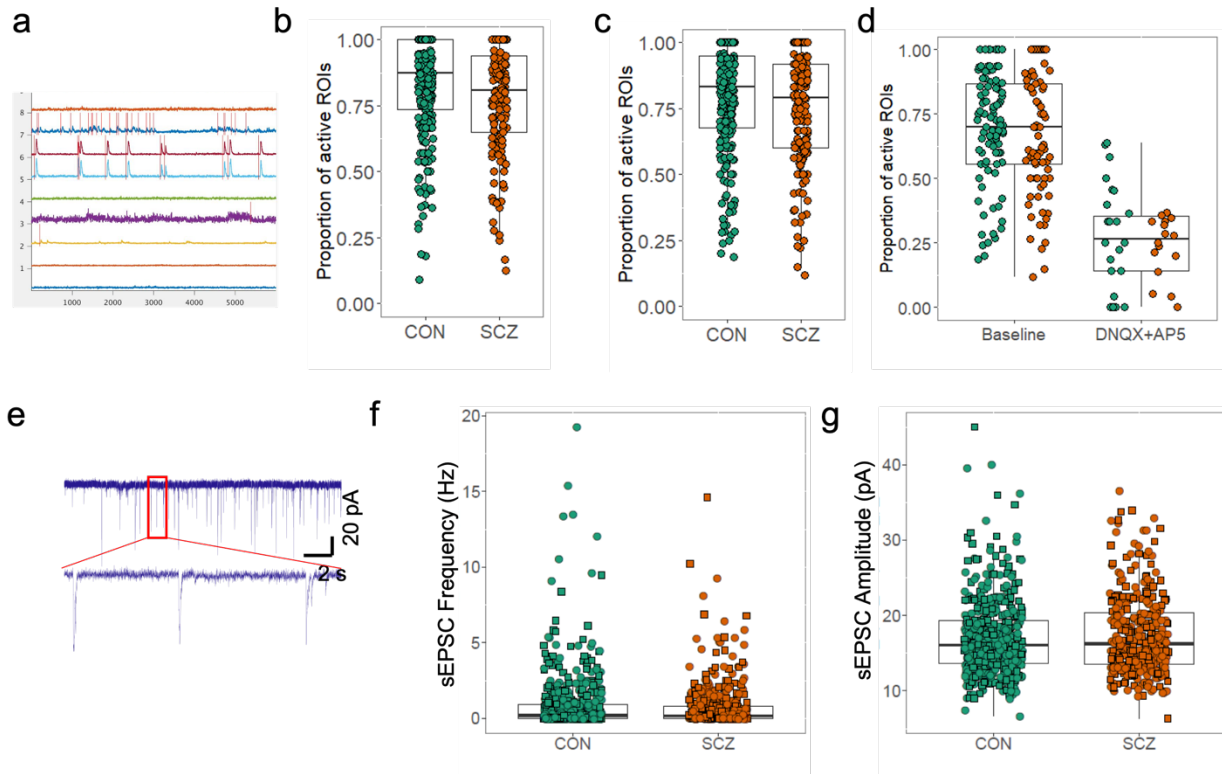 a
8
7
6
5
4
3
2
1
1000 2000 3000 4000 5000
b
Proportion of active ROIs
1.00
0.75
0.50
0.25
0.00
CON SCZ
c
Proportion of active ROIs
1.00
0.75
0.50
0.25
0.00
CON SCZ
d
Proportion of active ROIs
1.00
0.75
0.50
0.25
0.00
Baseline DNQX+AP5
e
20 pA
2 s
f
sEPSC Frequency (Hz)
20
15
10
5
0
CON SCZ
g
sEPSC Amplitude (pA)
40
30
20
10
CON SCZ